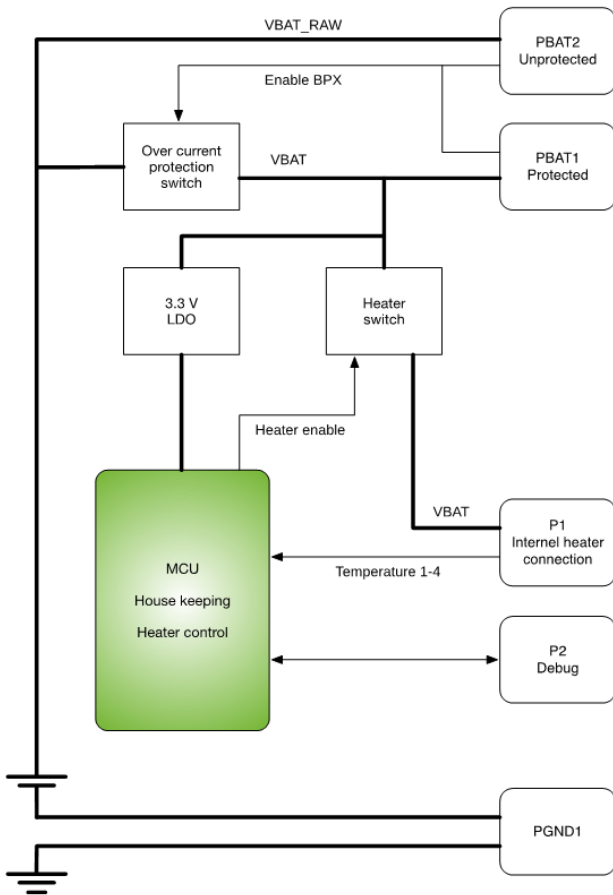 VBAT_RAW
PBAT2
Unprotected
Enable BPX
Over current
protection
switch
VBAT
PBAT1
Protected
3.3 V
LDO
Heater
switch
Heater enable
VBAT
P1
Internel heater
connection
MCU
House keeping
Heater control
Temperature 1-4
P2
Debug
PGND1